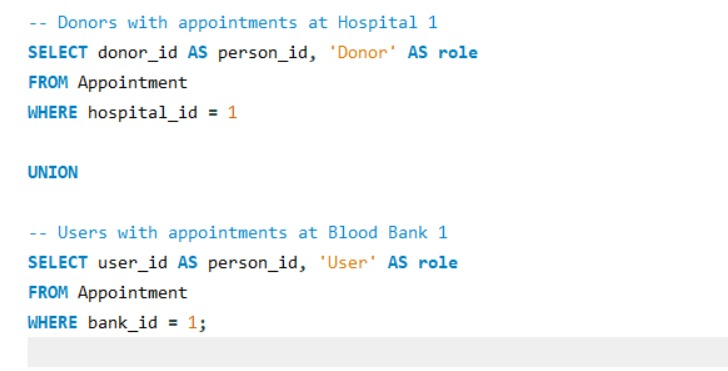 -- Donors with appointments at Hospital 1
SELECT donor_id AS person_id, 'Donor' AS role
FROM Appointment
WHERE hospital_id = 1
UNION
-- Users with appointments at Blood Bank 1
SELECT user_id AS person_id, 'User' AS role
FROM Appointment
WHERE bank_id = 1;